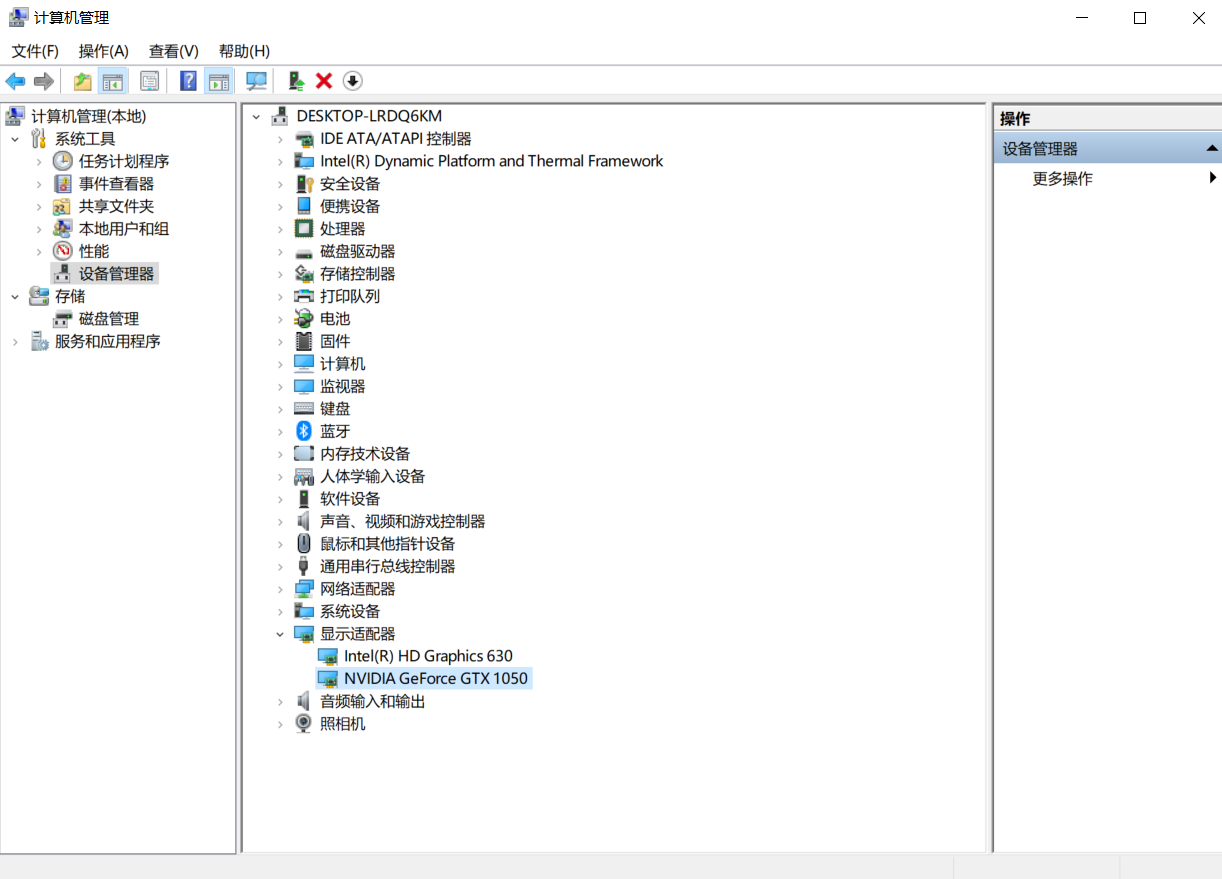 计算机管理
文件(F) 操作(A) 查看(V) 帮助(H)
计算机管理(本地)
系统工具
任务计划程序
事件查看器
共享文件夹
本地用户和组
性能
设备管理器
存储
磁盘管理
服务和应用程序
DESKTOP-LRDQ6KM
IDE ATA/ATAPI 控制器
Intel(R) Dynamic Platform and Thermal Framework
安全设备
便携设备
处理器
磁盘驱动器
存储控制器
打印队列
电池
固件
计算机
监视器
键盘
蓝牙
内存技术设备
人体学输入设备
软件设备
声音、视频和游戏控制器
鼠标和其他指针设备
通用串行总线控制器
网络适配器
系统设备
显示适配器
Intel(R) HD Graphics 630
NVIDIA GeForce GTX 1050
音频输入和输出
照相机
操作
设备管理器
更多操作